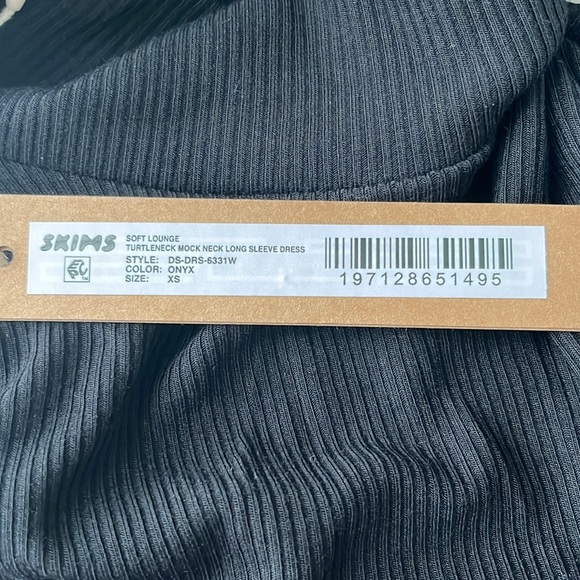 SKIMS
SOFT LOUNGE
TURTLENECK MOCK NECK LONG SLEEVE DRESS
STYLE: DS-DRS-6331W
COLOR: ONYX
SIZE: XS
197128651495